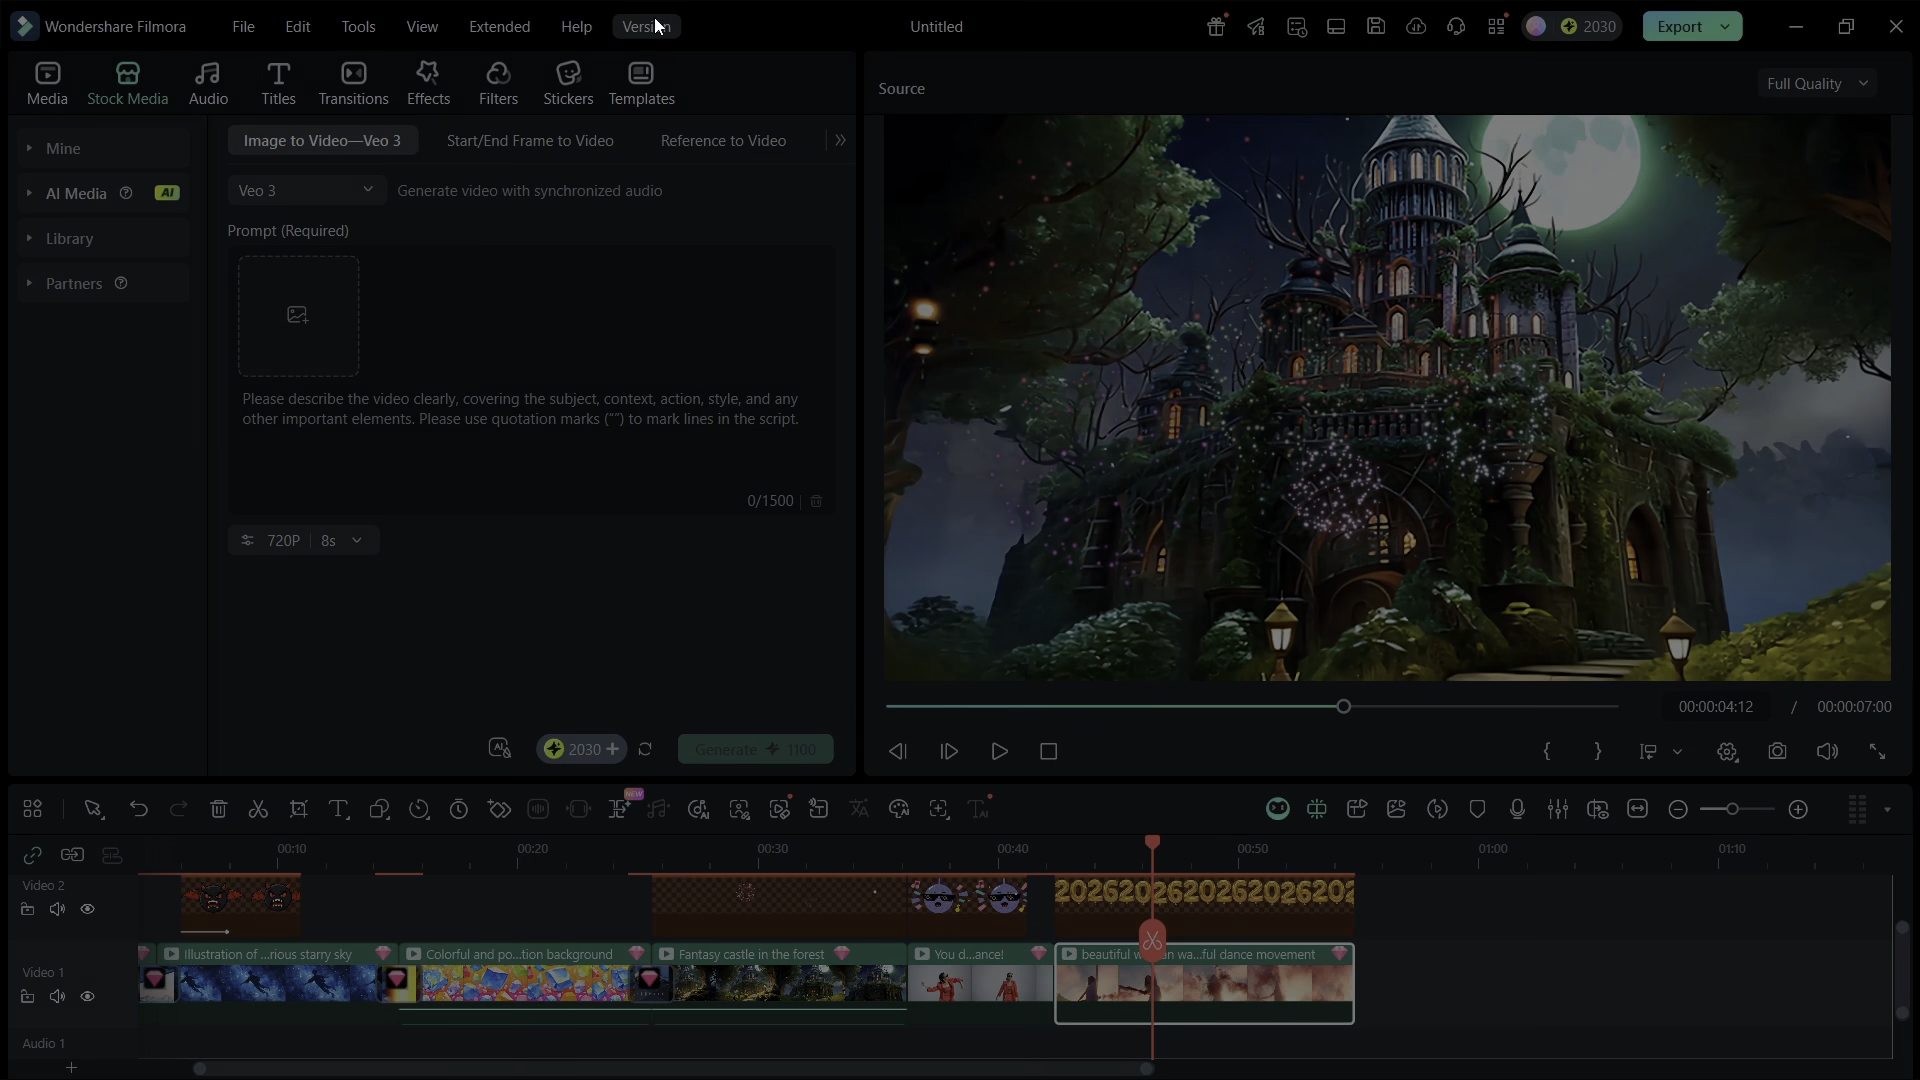 Wondershare Filmora
File
Edit
Tools
View
Extended
Help
Version
Untitled
2030
Export
Media
Stock Media
Audio
Titles
Transitions
Effects
Filters
Stickers
Templates
Source
Full Quality
Mine
AI Media
AI
Library
Partners
Image to Video—Veo 3
Start/End Frame to Video
Reference to Video
Veo 3
Generate video with synchronized audio
Prompt (Required)
Please describe the video clearly, covering the subject, context, action, style, and any
other important elements. Please use quotation marks (“”) to mark lines in the script.
0/1500
720P
8s
AI
2030
Generate
1100
00:00:04:12
/
00:00:07:00
NEW
00:10
00:20
00:30
00:40
00:50
01:00
01:10
Video 2
20262026202620262026202
Video 1
Illustration of ...rious starry sky
Colorful and po...tion background
Fantasy castle in the forest
You d...ance!
beautiful wa...ful dance movement
Audio 1